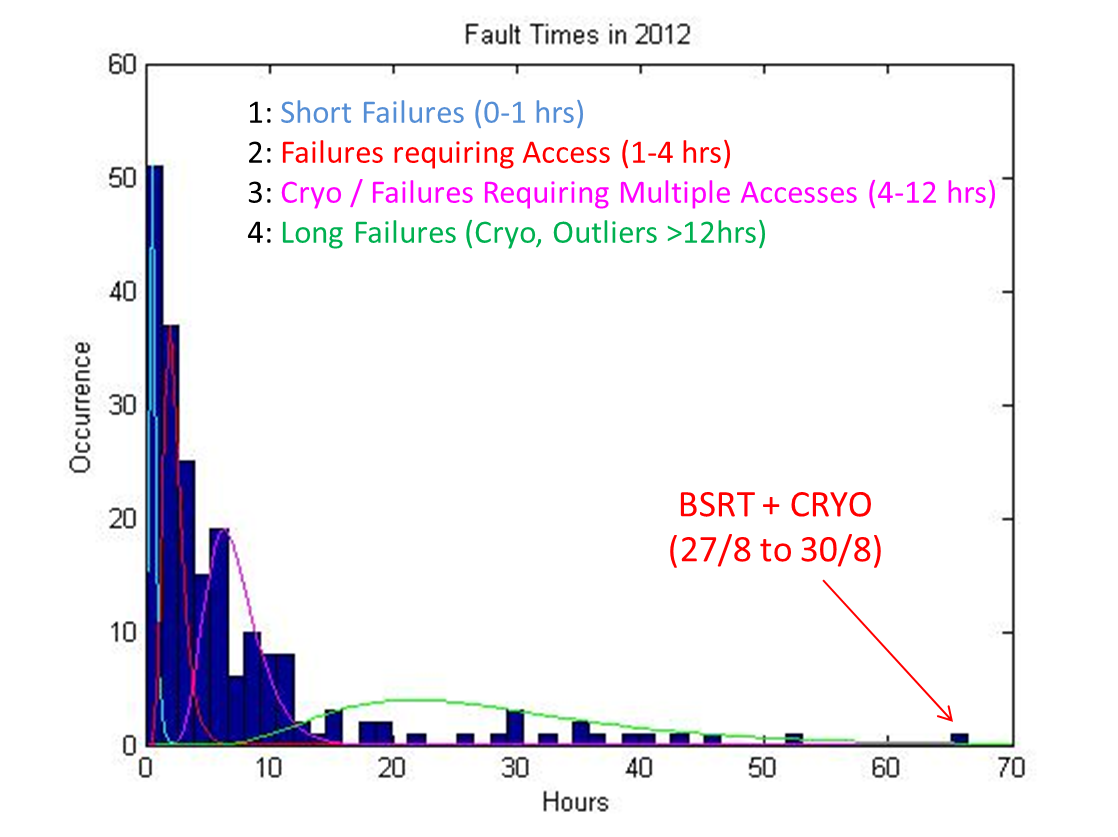 Fault Times in 2012
60
1: Short Failures (0-1 hrs)
2: Failures requiring Access (1-4 hrs)
50
3: Cryo / Failures Requiring Multiple Accesses (4-12 hrs)
4: Long Failures (Cryo, Outliers >12hrs)
40
Occurrence
30
20
BSRT + CRYO
(27/8 to 30/8)
10
0
0 10 20 30 40 50 60 70
Hours